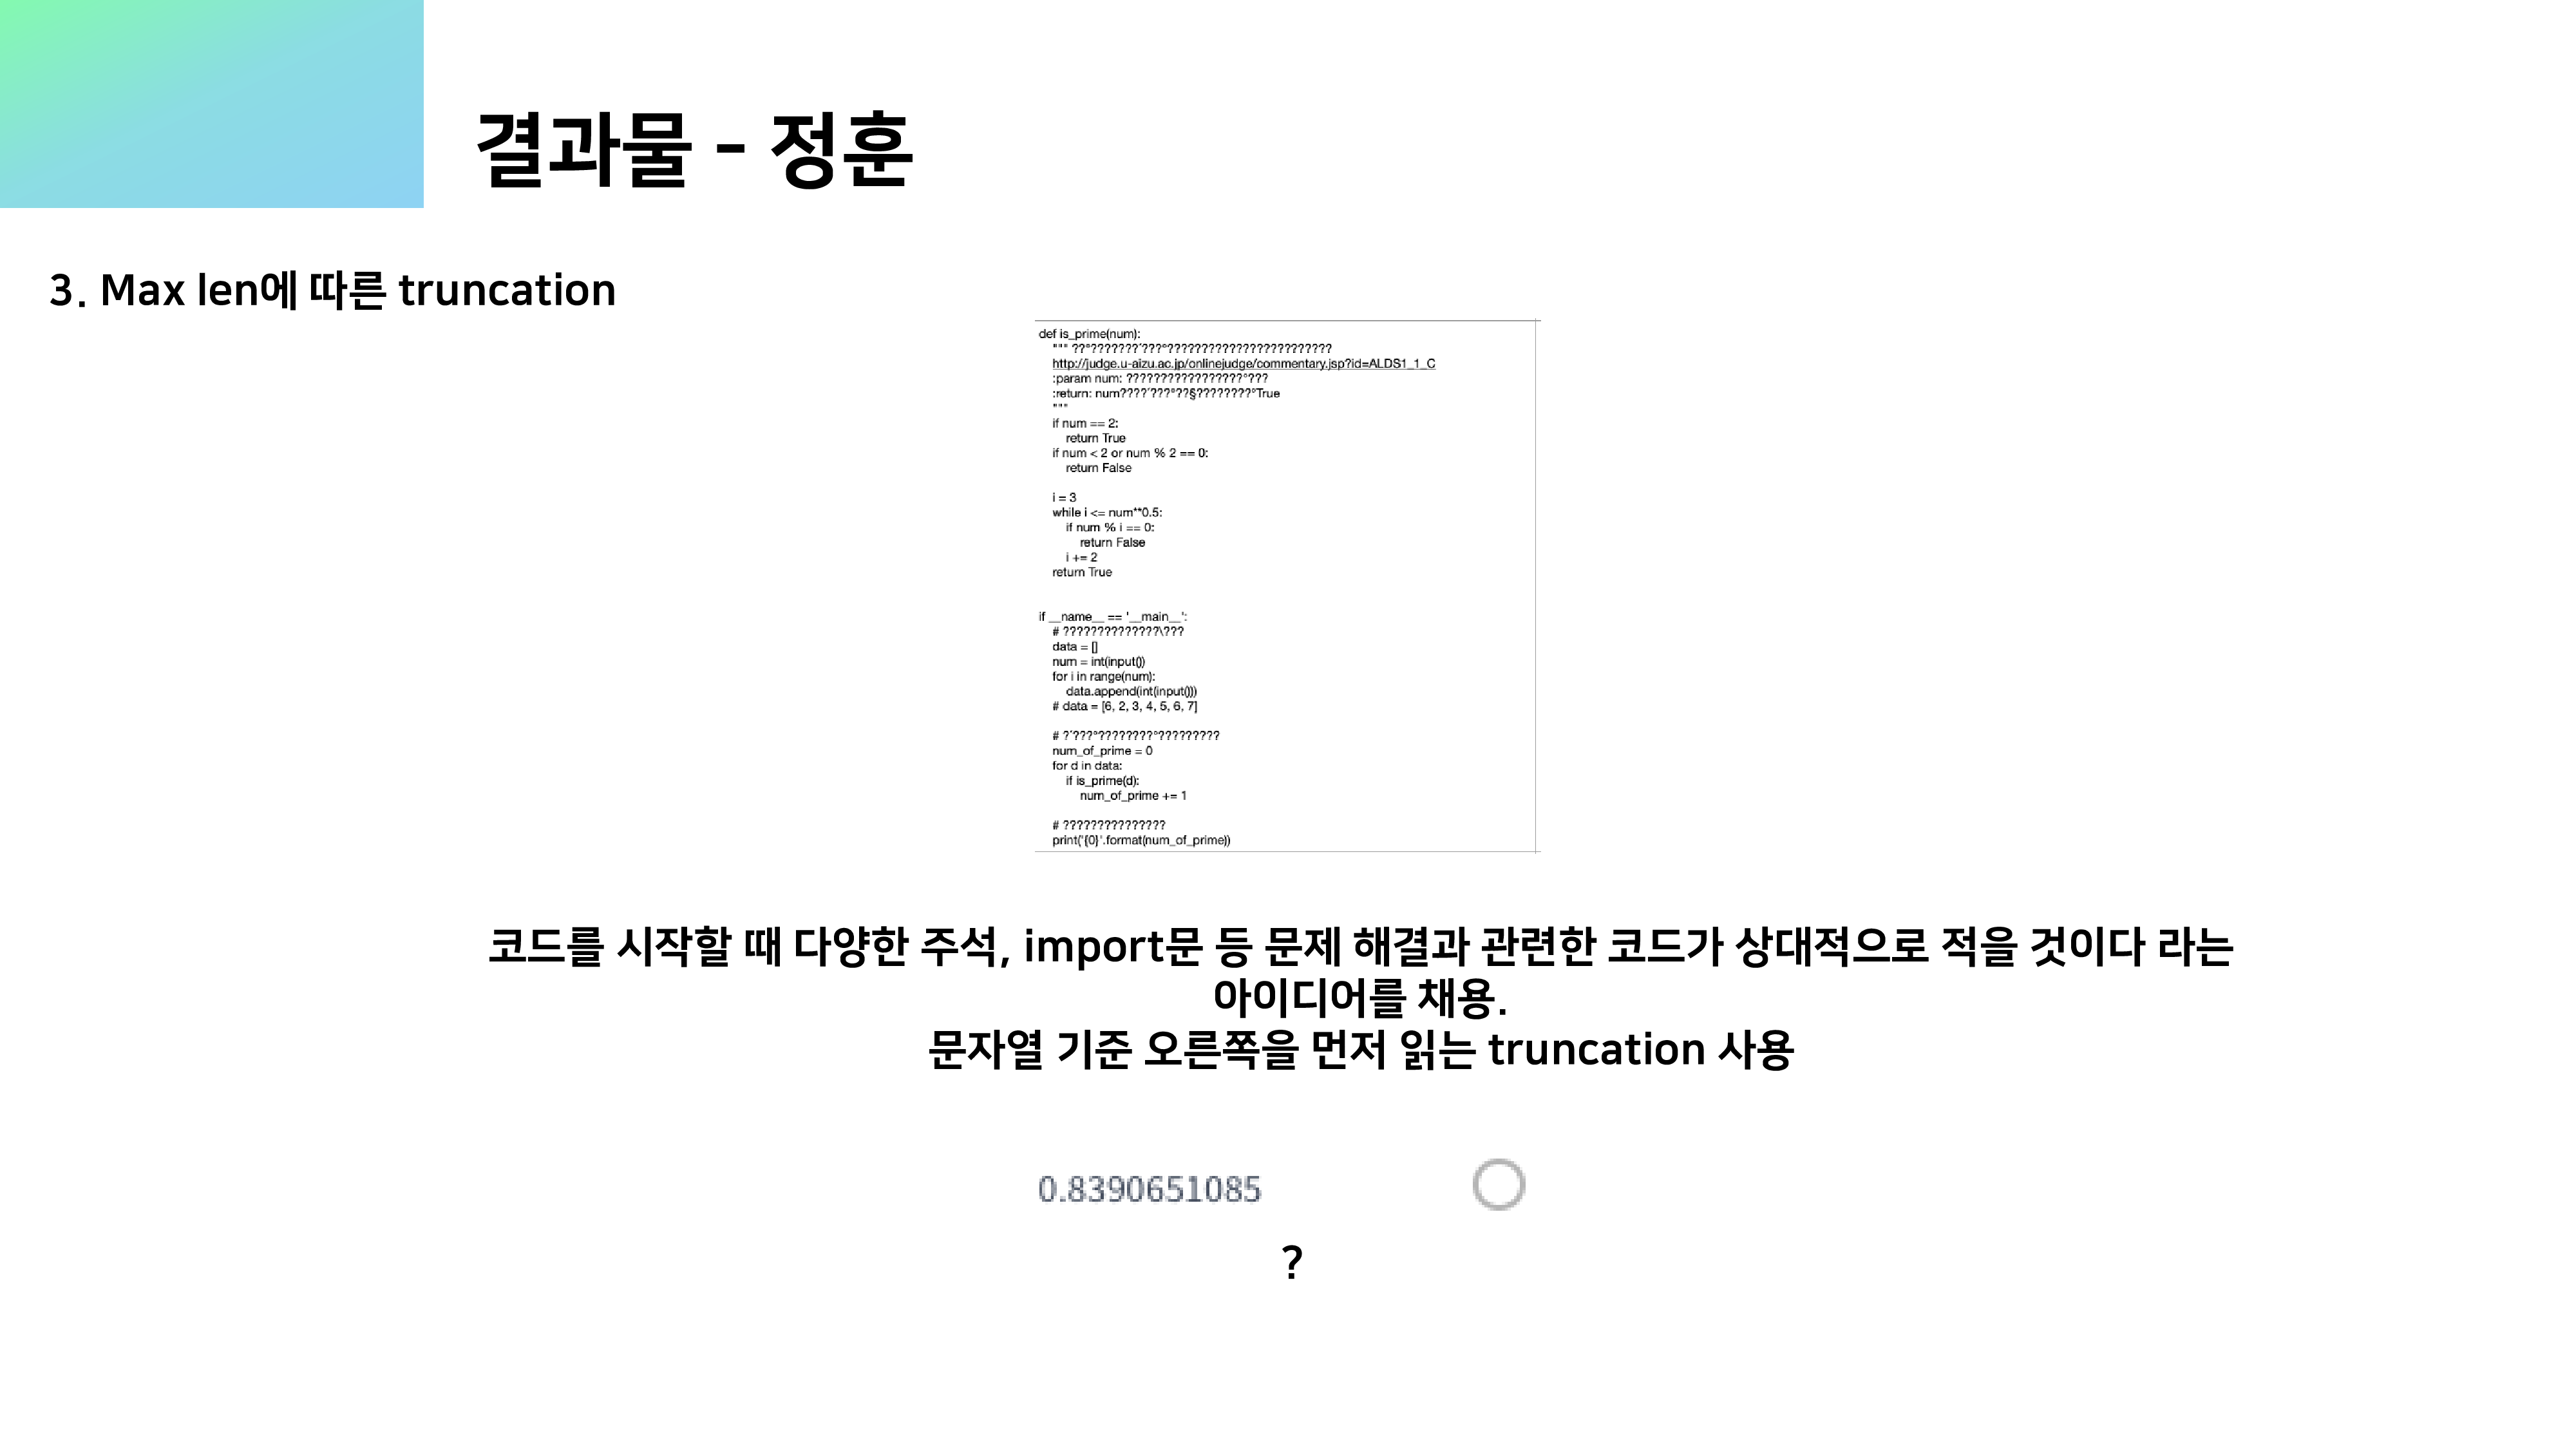 결과물 - 정훈
3. Max len에 따른 truncation
def is_prime(num):
""" ??°???????´???°????????????????????????
http://judge.u-aizu.ac.jp/onlinejudge/commentary.jsp?id=ALDS1_1_C
:param num: ?????????????????°???
:return: num????´???°??§????????°True
"""
if num == 2:
return True
if num < 2 or num % 2 == 0:
return False
i = 3
while i <= num**0.5:
if num % i == 0:
return False
i += 2
return True
if __name__ == '__main__':
# ??????????????\???
data = []
num = int(input())
for i in range(num):
data.append(int(input()))
# data = [6, 2, 3, 4, 5, 6, 7]
# ?´???°????????°?????????
num_of_prime = 0
for d in data:
if is_prime(d):
num_of_prime += 1
# ???????????????
print('{0}'.format(num_of_prime))
코드를 시작할 때 다양한 주석, import문 등 문제 해결과 관련한 코드가 상대적으로 적을 것이다 라는
아이디어를 채용.
문자열 기준 오른쪽을 먼저 읽는 truncation 사용
0.8390651085
?